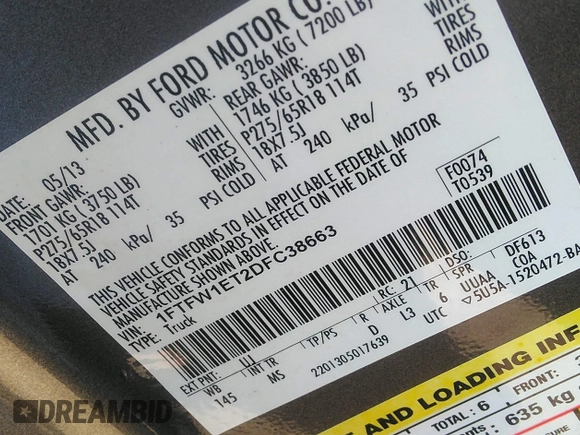 MFD. BY FORD MOTOR CO.
DATE: 05/13
GVWR: 3266 KG ( 7200 LB)
FRONT GAWR:
1701 KG ( 3750 LB)
P275/65R18 114T
18X7.5J
AT 240 kPa/ 35 PSI COLD
WITH
TIRES
RIMS
REAR GAWR:
1746 KG ( 3850 LB)
P275/65R18 114T
18X7.5J
AT 240 kPa/ 35 PSI COLD
WITH
TIRES
RIMS
THIS VEHICLE CONFORMS TO ALL APPLICABLE FEDERAL MOTOR
VEHICLE SAFETY STANDARDS IN EFFECT ON THE DATE OF
MANUFACTURE SHOWN ABOVE.
VIN: 1FTFW1ET2DFC38663
TYPE: Truck
F0074
T0539
EXT PNT: UJ
RC: 21
DSO:
DF613
WB
INT TR
TP/PS
R
AXLE
TR
SPR
COA
145
MS
D
L3
6
UUAA
2201305017639
UTC
5U5A-1520472-BA
AND LOADING INF
TOTAL : 6
FRONT:
635 kg
DREAMBID